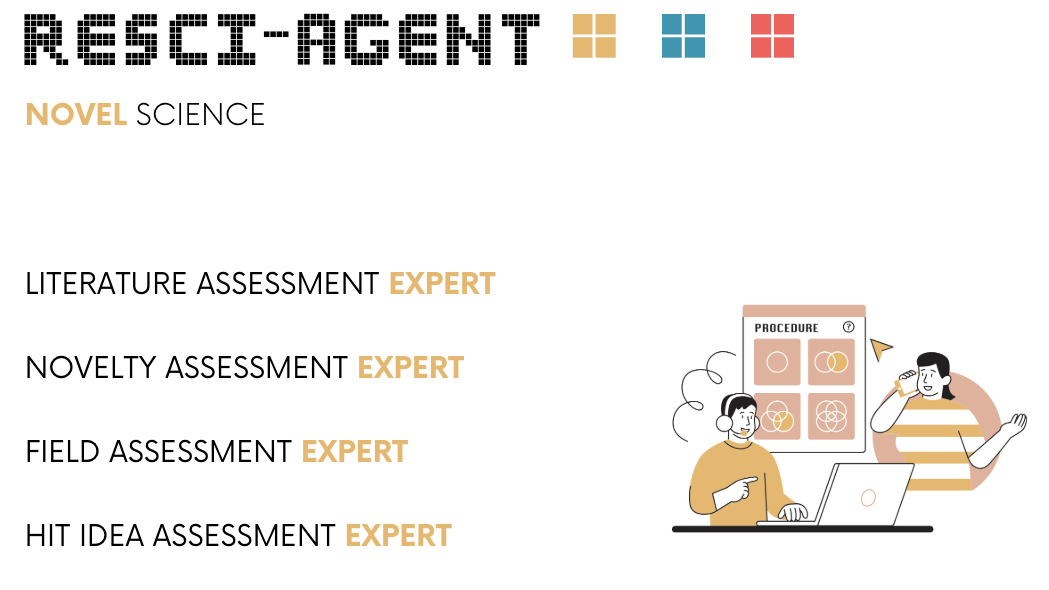 RESCI-AGENT
NOVEL SCIENCE
LITERATURE ASSESSMENT EXPERT
NOVELTY ASSESSMENT EXPERT
FIELD ASSESSMENT EXPERT
HIT IDEA ASSESSMENT EXPERT
PROCEDURE ?